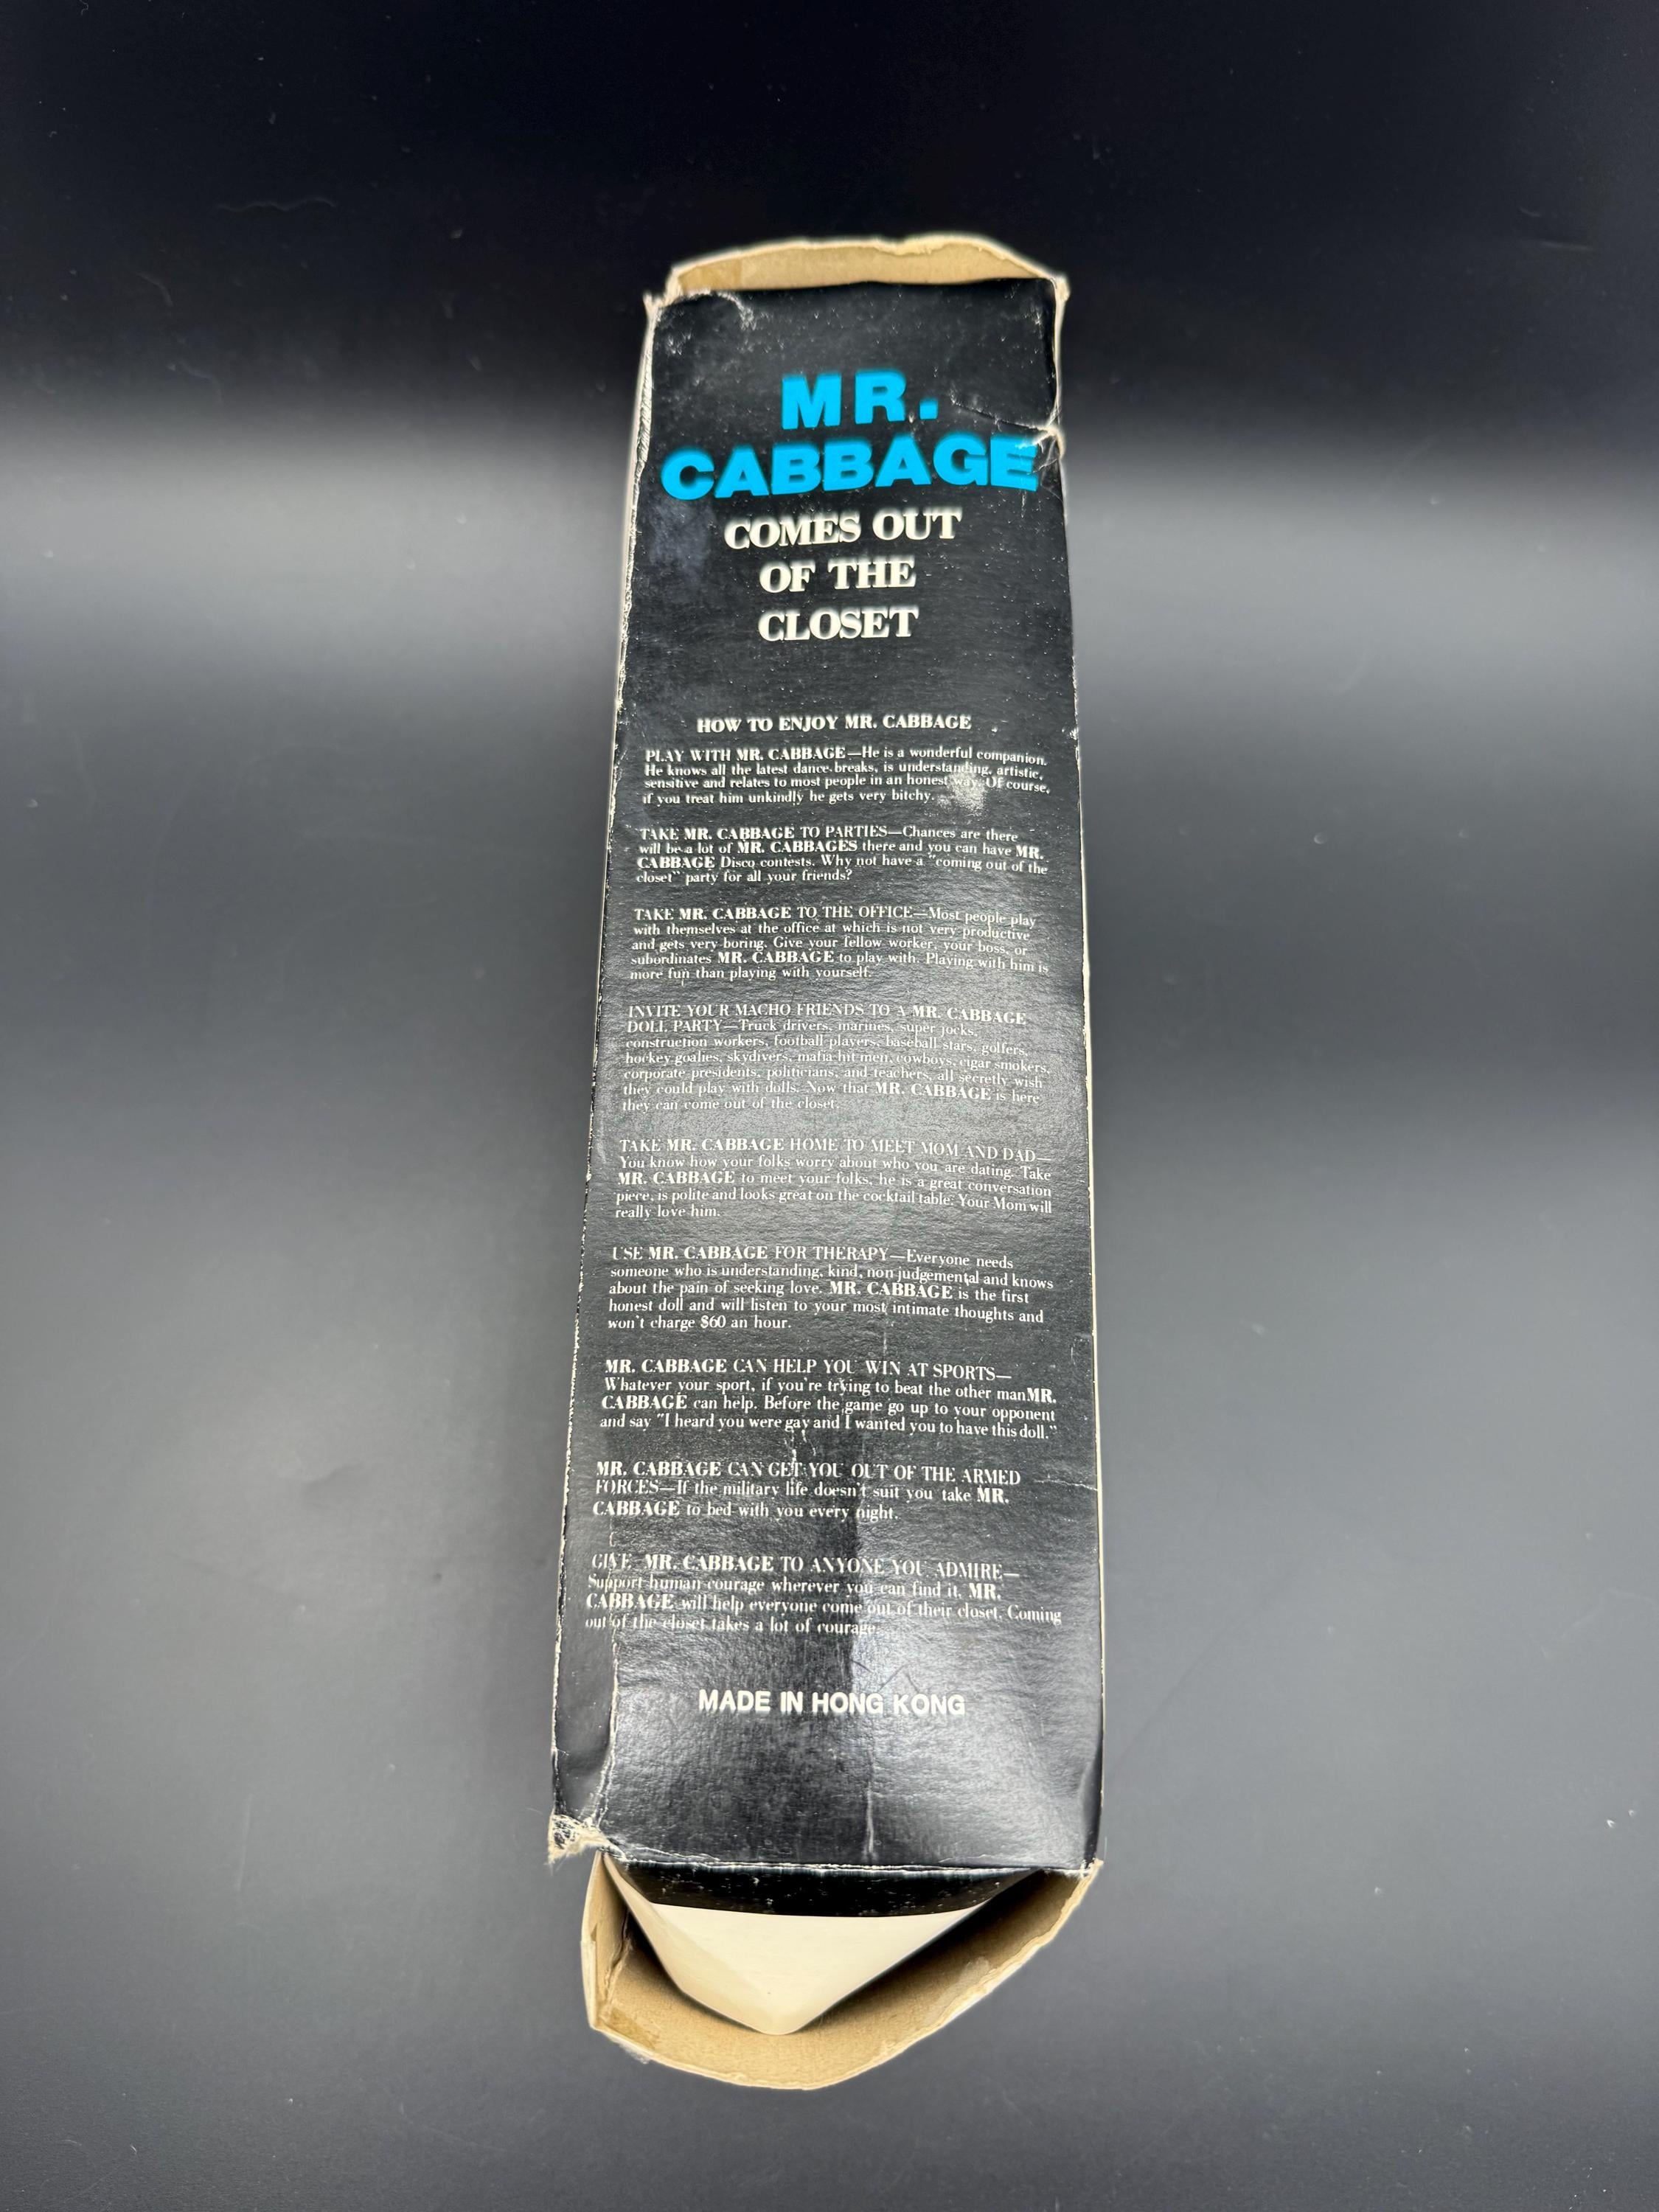 MR.
CABBAGE
COMES OUT
OF THE
CLOSET
HOW TO ENJOY MR. CABBAGE
PLAY WITH MR. CABBAGE—He is a wonderful companion.
He knows all the latest dance breaks, is understanding, artistic,
sensitive and relates to most people in an honest way. Of course,
if you treat him unkindly he gets very bitchy.
TAKE MR. CABBAGE TO PARTIES—Chances are there
will be a lot of MR. CABBAGES there and you can have MR.
CABBAGE Disco contests. Why not have a "coming out of the
closet" party for all your friends?
TAKE MR. CABBAGE TO THE OFFICE—Most people play
with themselves at the office at which is not very productive
and gets very boring. Give your fellow worker, your boss, or
subordinates MR. CABBAGE to play with. Playing with him is
more fun than playing with yourself.
INVITE YOUR MACHO FRIENDS TO A MR. CABBAGE
DOLL PARTY—Truck drivers, marines, super jocks,
construction workers, football players, baseball stars, golfers,
hockey goalies, skydivers, mafia hit men, cowboys, cigar smokers,
corporate presidents, politicians, and teachers, all secretly wish
they could play with dolls. Now that MR. CABBAGE is here
they can come out of the closet.
TAKE MR. CABBAGE HOME TO MEET MOM AND DAD—
You know how your folks worry about who you are dating. Take
MR. CABBAGE to meet your folks, he is a great conversation
piece, is polite and looks great on the cocktail table. Your Mom will
really love him.
USE MR. CABBAGE FOR THERAPY—Everyone needs
someone who is understanding, kind, non judgemental and knows
about the pain of seeking love. MR. CABBAGE is the first
honest doll and will listen to your most intimate thoughts and
won't charge $60 an hour.
MR. CABBAGE CAN HELP YOU WIN AT SPORTS—
Whatever your sport, if you're trying to beat the other man MR.
CABBAGE can help. Before the game go up to your opponent
and say "I heard you were gay and I wanted you to have this doll."
MR. CABBAGE CAN GET YOU OUT OF THE ARMED
FORCES—If the military life doesn't suit you take MR.
CABBAGE to bed with you every night.
GIVE MR. CABBAGE TO ANYONE YOU ADMIRE—
Support human courage wherever you can find it. MR.
CABBAGE will help everyone come out of their closet. Coming
out of the closet takes a lot of courage.
MADE IN HONG KONG